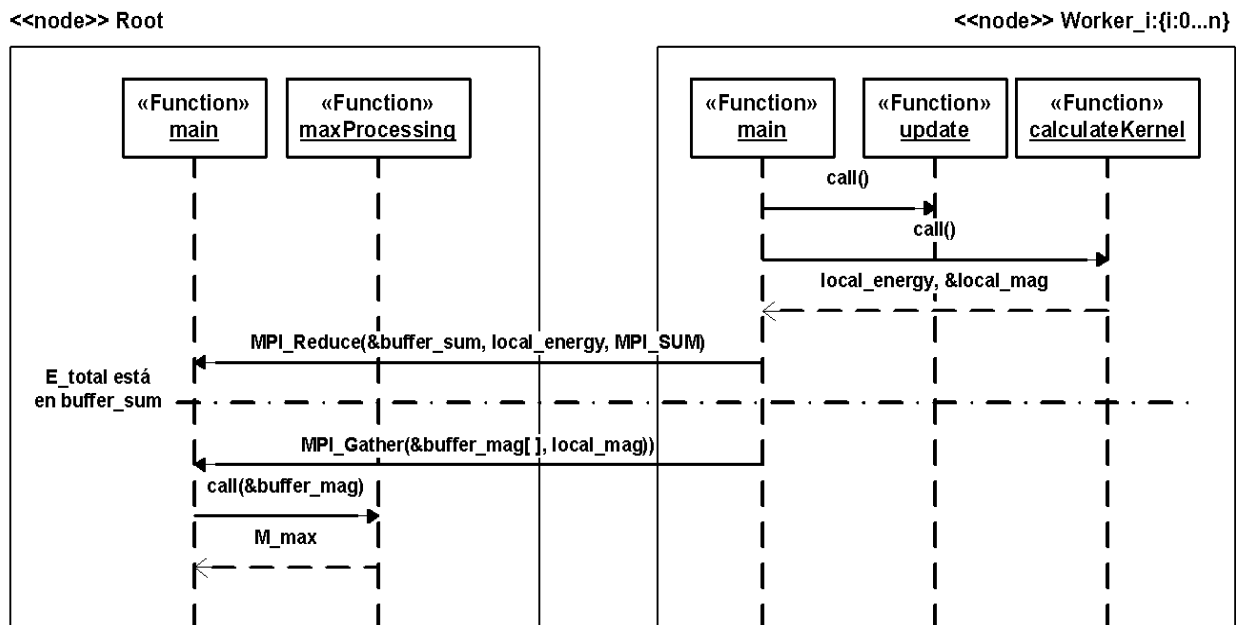 <<node>> Root
<<node>> Worker_i:{i:0...n}
«Function»
main
«Function»
maxProcessing
«Function»
main
«Function»
update
«Function»
calculateKernel
call()
call()
local_energy, &local_mag
MPI_Reduce(&buffer_sum, local_energy, MPI_SUM)
E_total está
en buffer_sum
MPI_Gather(&buffer_mag[ ], local_mag))
call(&buffer_mag)
M_max